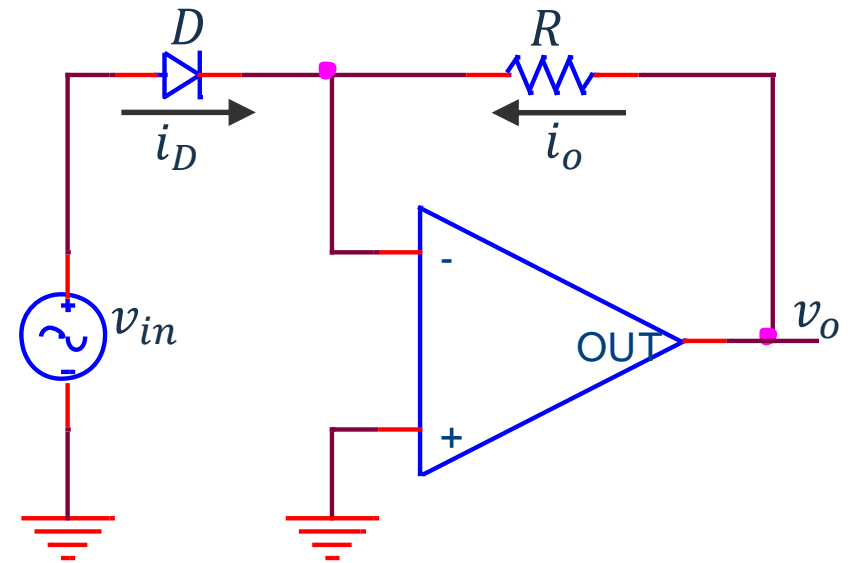 D
R
i_D
i_o
v_in
+
-
-
OUT
+
v_o